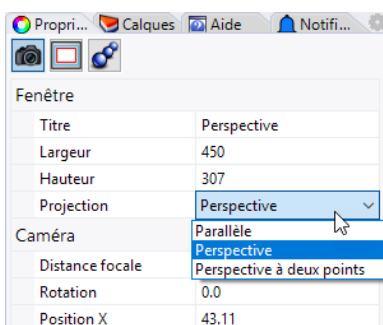 Propri... Calques Aide Notifi...
Fenêtre
Titre Perspective
Largeur 450
Hauteur 307
Projection Perspective
Parallèle
Caméra
Perspective
Distance focale Perspective à deux points
Rotation 0.0
Position X 43.11